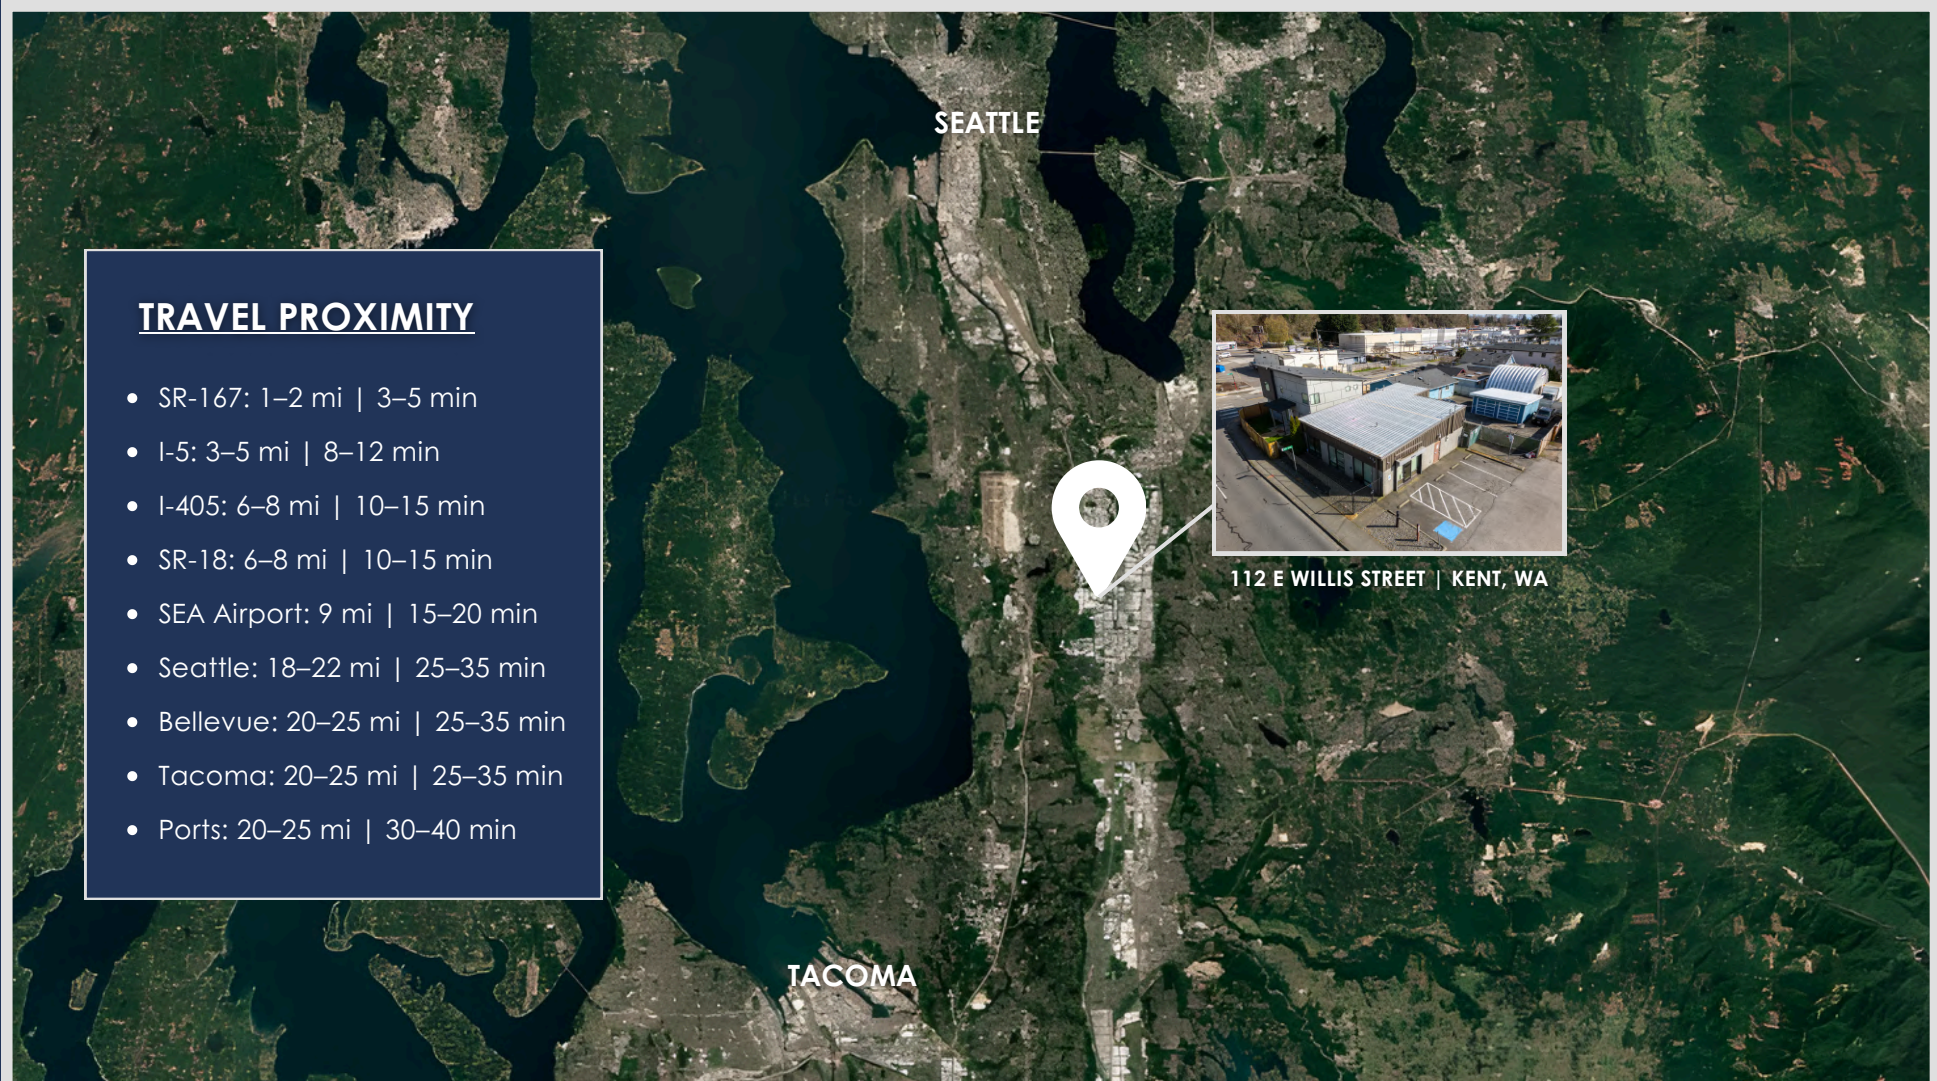 SEATTLE
TRAVEL PROXIMITY
• SR-167: 1–2 mi | 3–5 min
• I-5: 3–5 mi | 8–12 min
• I-405: 6–8 mi | 10–15 min
• SR-18: 6–8 mi | 10–15 min
• SEA Airport: 9 mi | 15–20 min
• Seattle: 18–22 mi | 25–35 min
• Bellevue: 20–25 mi | 25–35 min
• Tacoma: 20–25 mi | 25–35 min
• Ports: 20–25 mi | 30–40 min
112 E WILLIS STREET | KENT, WA
TACOMA